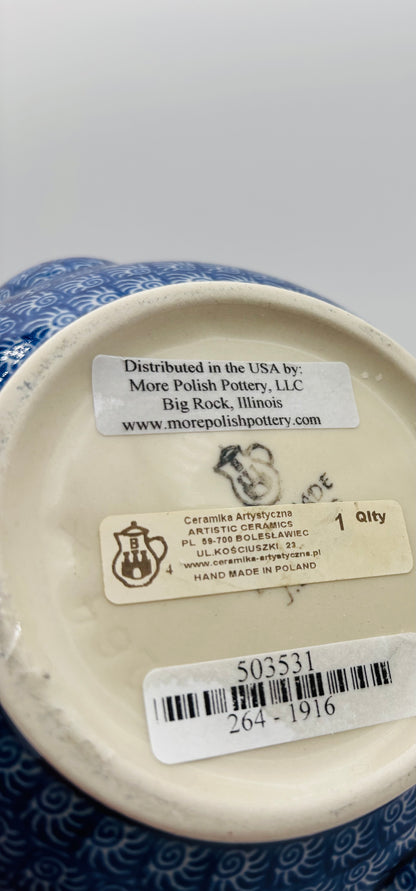 Distributed in the USA by:
More Polish Pottery, LLC
Big Rock, Illinois
www.morepolishpottery.com
B
4
Ceramika Artystyczna
ARTISTIC CERAMICS
PL 59-700 BOLESŁAWIEC
UL.KOŚCIUSZKI 23
www.ceramika-artystyczna.pl
HAND MADE IN POLAND
1 Qlty
503531
264 - 1916